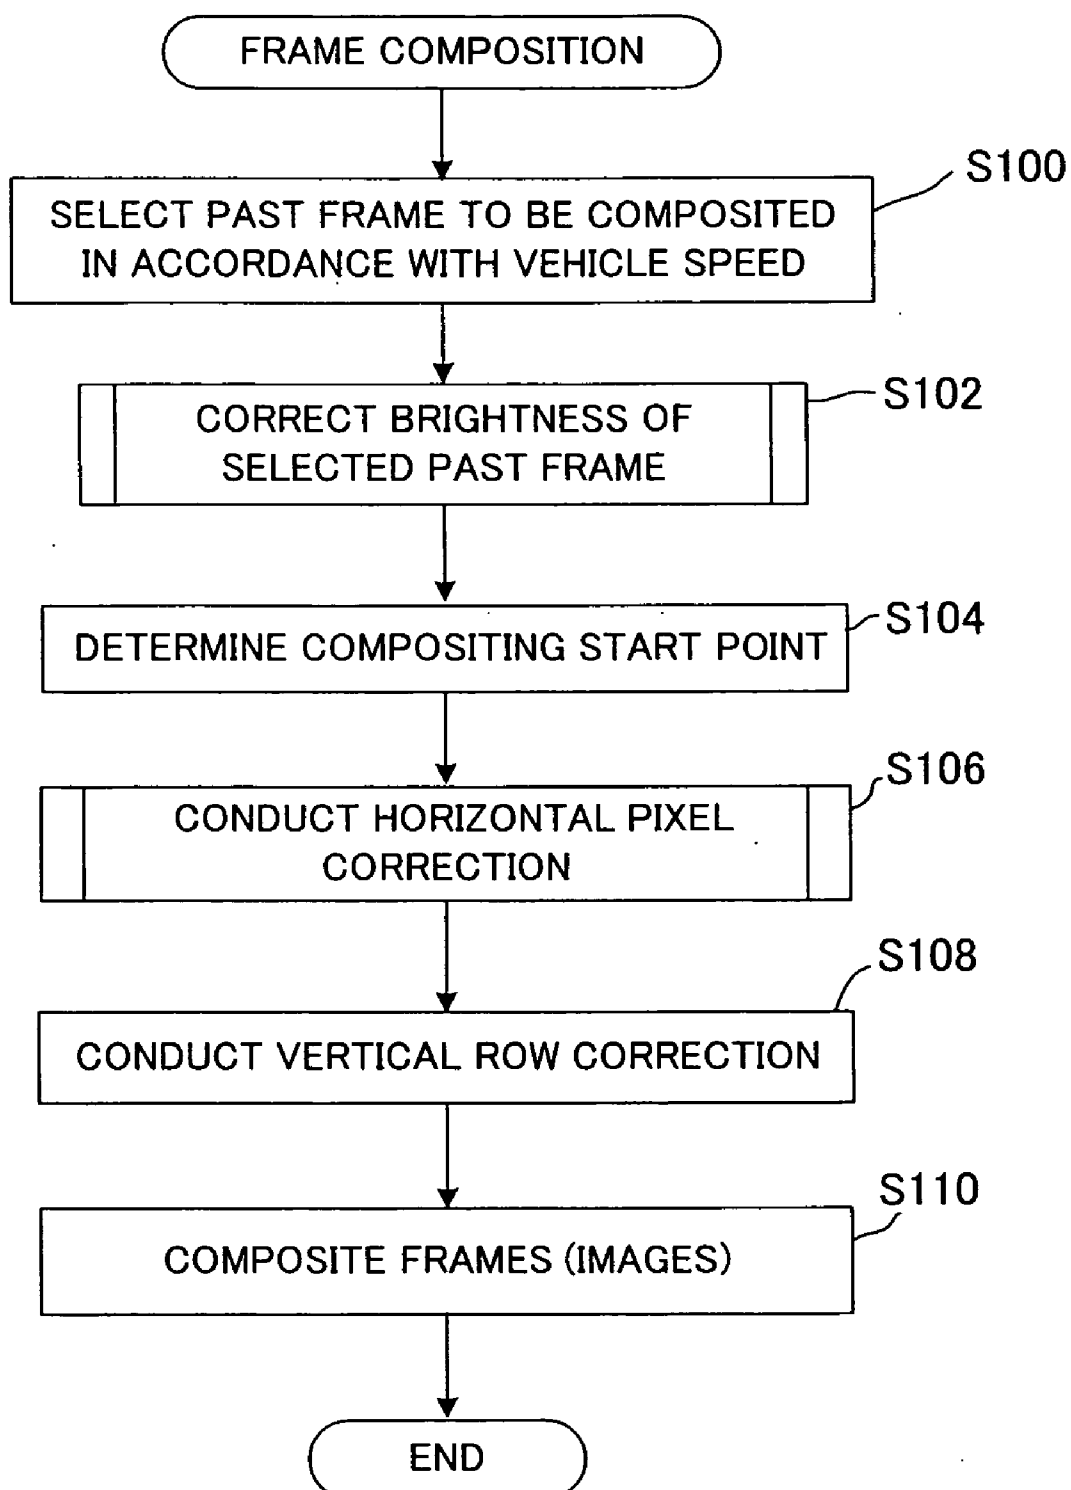 FRAME COMPOSITION
S100
SELECT PAST FRAME TO BE COMPOSITED
IN ACCORDANCE WITH VEHICLE SPEED
S102
CORRECT BRIGHTNESS OF
SELECTED PAST FRAME
S104
DETERMINE COMPOSITING START POINT
S106
CONDUCT HORIZONTAL PIXEL
CORRECTION
S108
CONDUCT VERTICAL ROW CORRECTION
S110
COMPOSITE FRAMES (IMAGES)
END